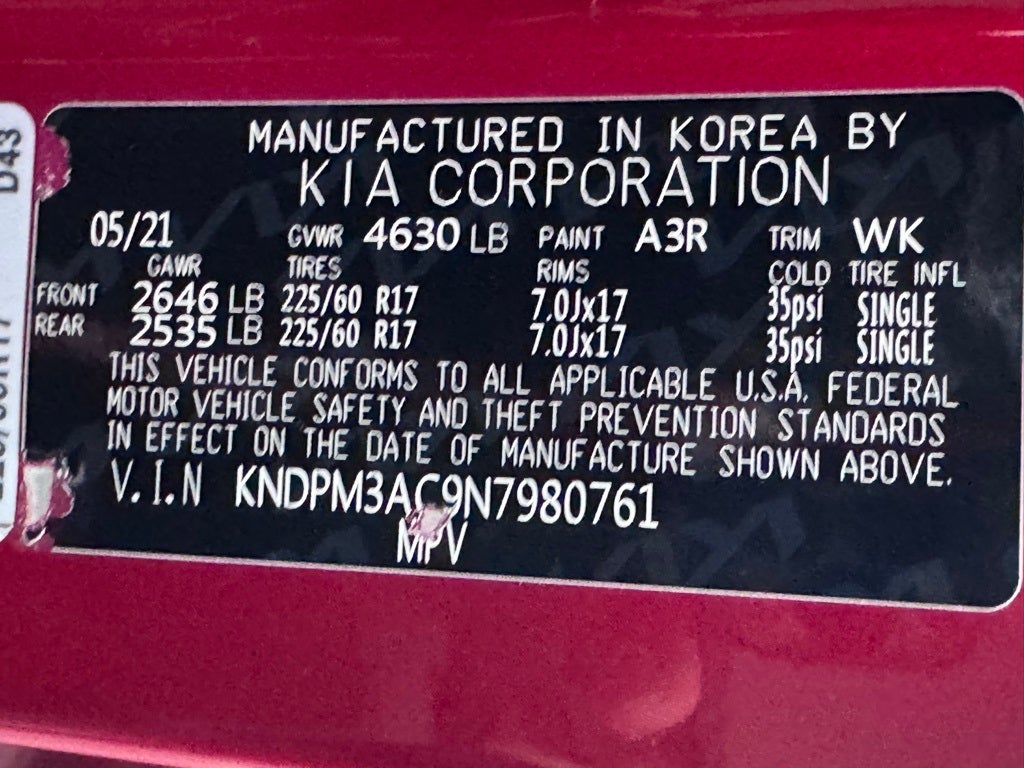 MANUFACTURED IN KOREA BY
KIA CORPORATION
05/21 GVWR 4630 LB PAINT A3R TRIM WK
GAWR TIRES RIMS COLD TIRE INFL
FRONT 2646 LB 225/60 R17 7.0Jx17 35psi SINGLE
REAR 2535 LB 225/60 R17 7.0Jx17 35psi SINGLE
THIS VEHICLE CONFORMS TO ALL APPLICABLE U.S.A. FEDERAL
MOTOR VEHICLE SAFETY AND THEFT PREVENTION STANDARDS
IN EFFECT ON THE DATE OF MANUFACTURE SHOWN ABOVE.
V.I.N KNDPM3AC9N7980761
MPV
D43